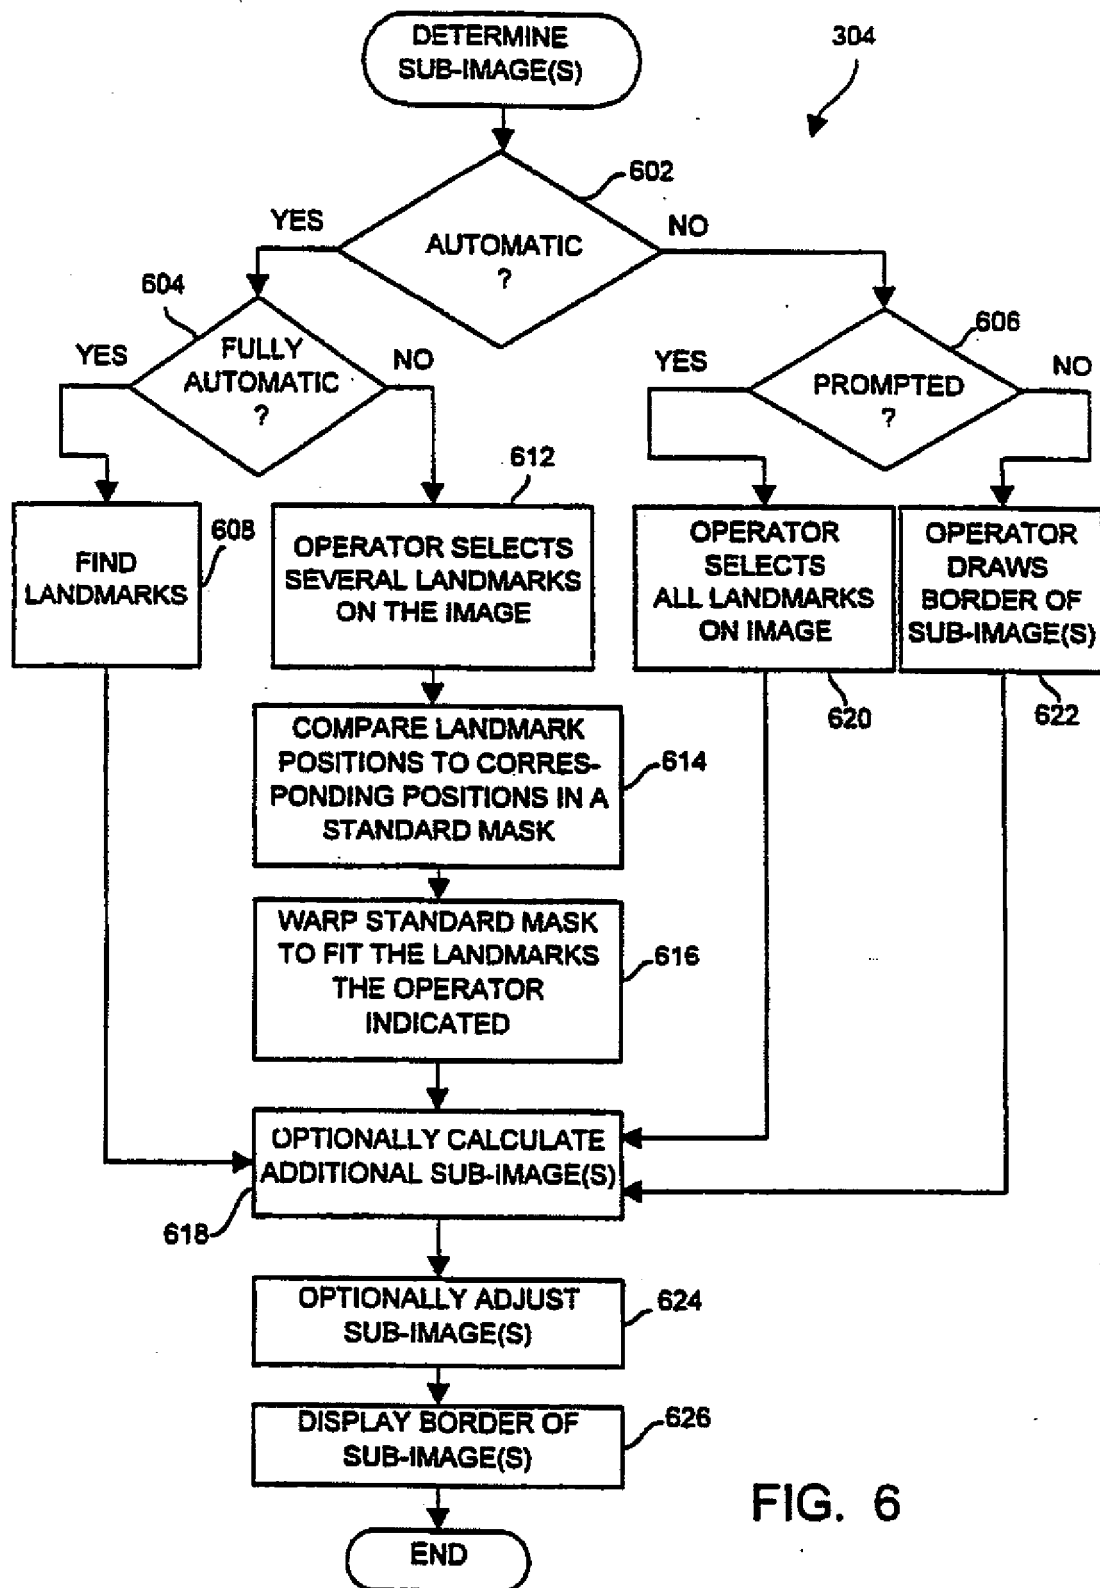 DETERMINE
SUB-IMAGE(S)
304
602
YES
NO
AUTOMATIC
?
604
606
YES
FULLY
AUTOMATIC
?
NO
YES
PROMPTED
?
NO
612
608
FIND
LANDMARKS
OPERATOR SELECTS
SEVERAL LANDMARKS
ON THE IMAGE
OPERATOR
SELECTS
ALL LANDMARKS
ON IMAGE
OPERATOR
DRAWS
BORDER OF
SUB-IMAGE(S)
620
622
COMPARE LANDMARK
POSITIONS TO CORRES-
PONDING POSITIONS IN A
STANDARD MASK
614
WARP STANDARD MASK
TO FIT THE LANDMARKS
THE OPERATOR
INDICATED
616
OPTIONALLY CALCULATE
ADDITIONAL SUB-IMAGE(S)
618
OPTIONALLY ADJUST
SUB-IMAGE(S)
624
DISPLAY BORDER OF
SUB-IMAGE(S)
626
END
FIG. 6